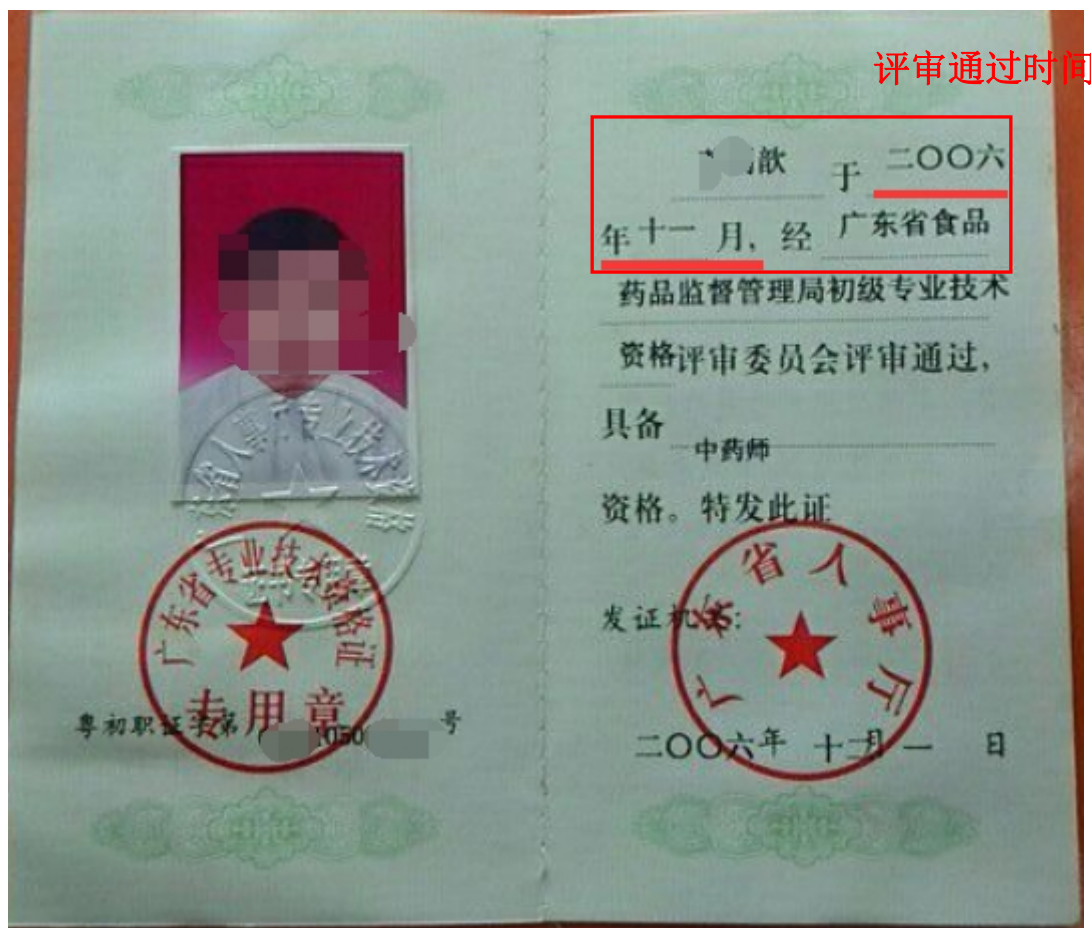 评审通过时间
歆 于 二〇〇六
年 十一 月，经 广东省食品
药品监督管理局初级专业技术
资格评审委员会评审通过，
具备 中药师
资格。特发此证
发证机关：
广东省人事厅
二〇〇六年 十二月 一 日
广东省专业技术资格证
专用章
粤初职证字第 1050 号